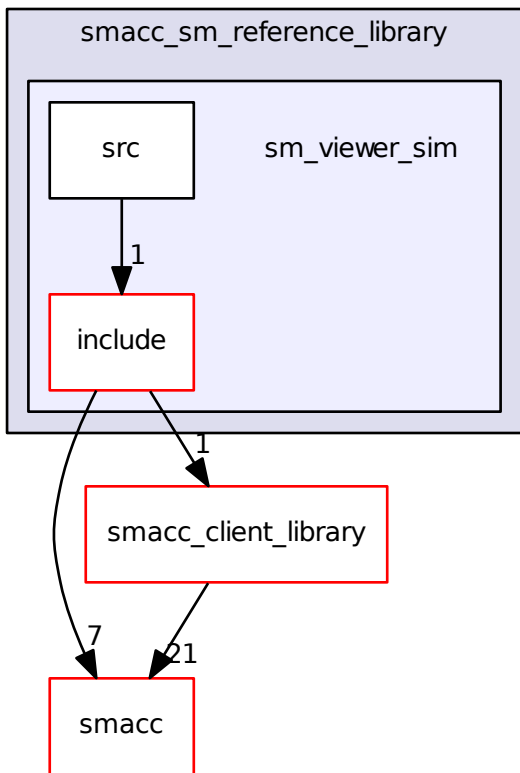 smacc_sm_reference_library
src
sm_viewer_sim
1
include
1
smacc_client_library
7
21
smacc